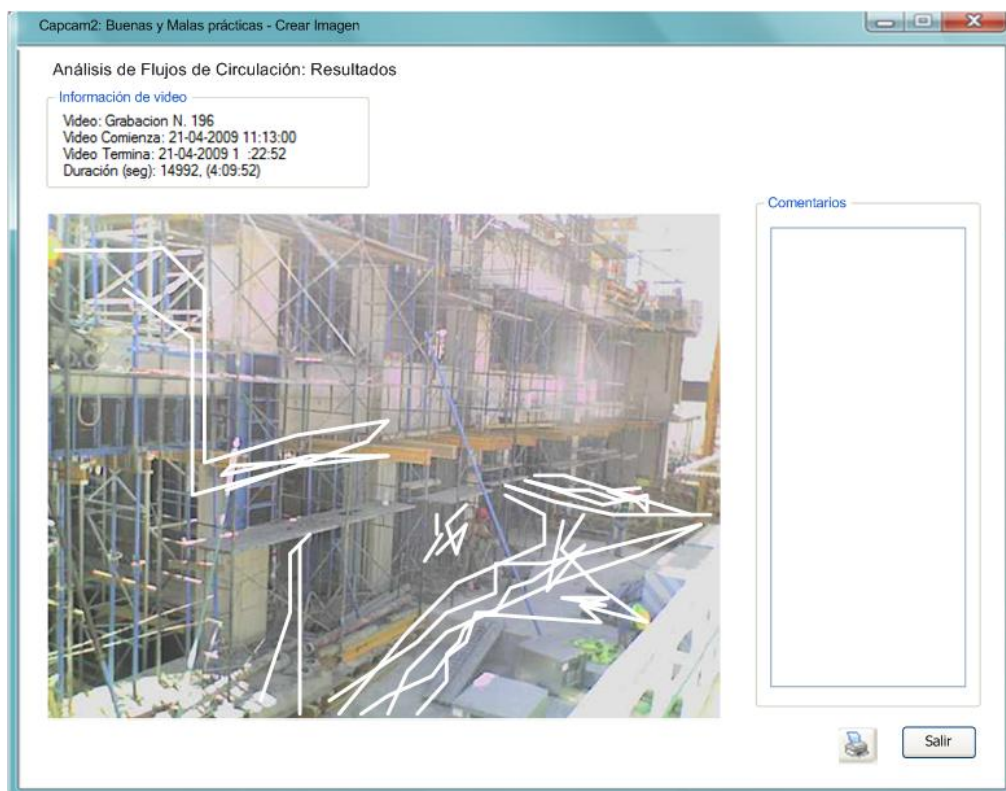 Capcam2: Buenas y Malas prácticas - Crear Imagen
Análisis de Flujos de Circulación: Resultados
Información de video
Video: Grabacion N. 196
Video Comienza: 21-04-2009 11:13:00
Video Termina: 21-04-2009 1 :22:52
Duración (seg): 14992, (4:09:52)
Comentarios
Salir